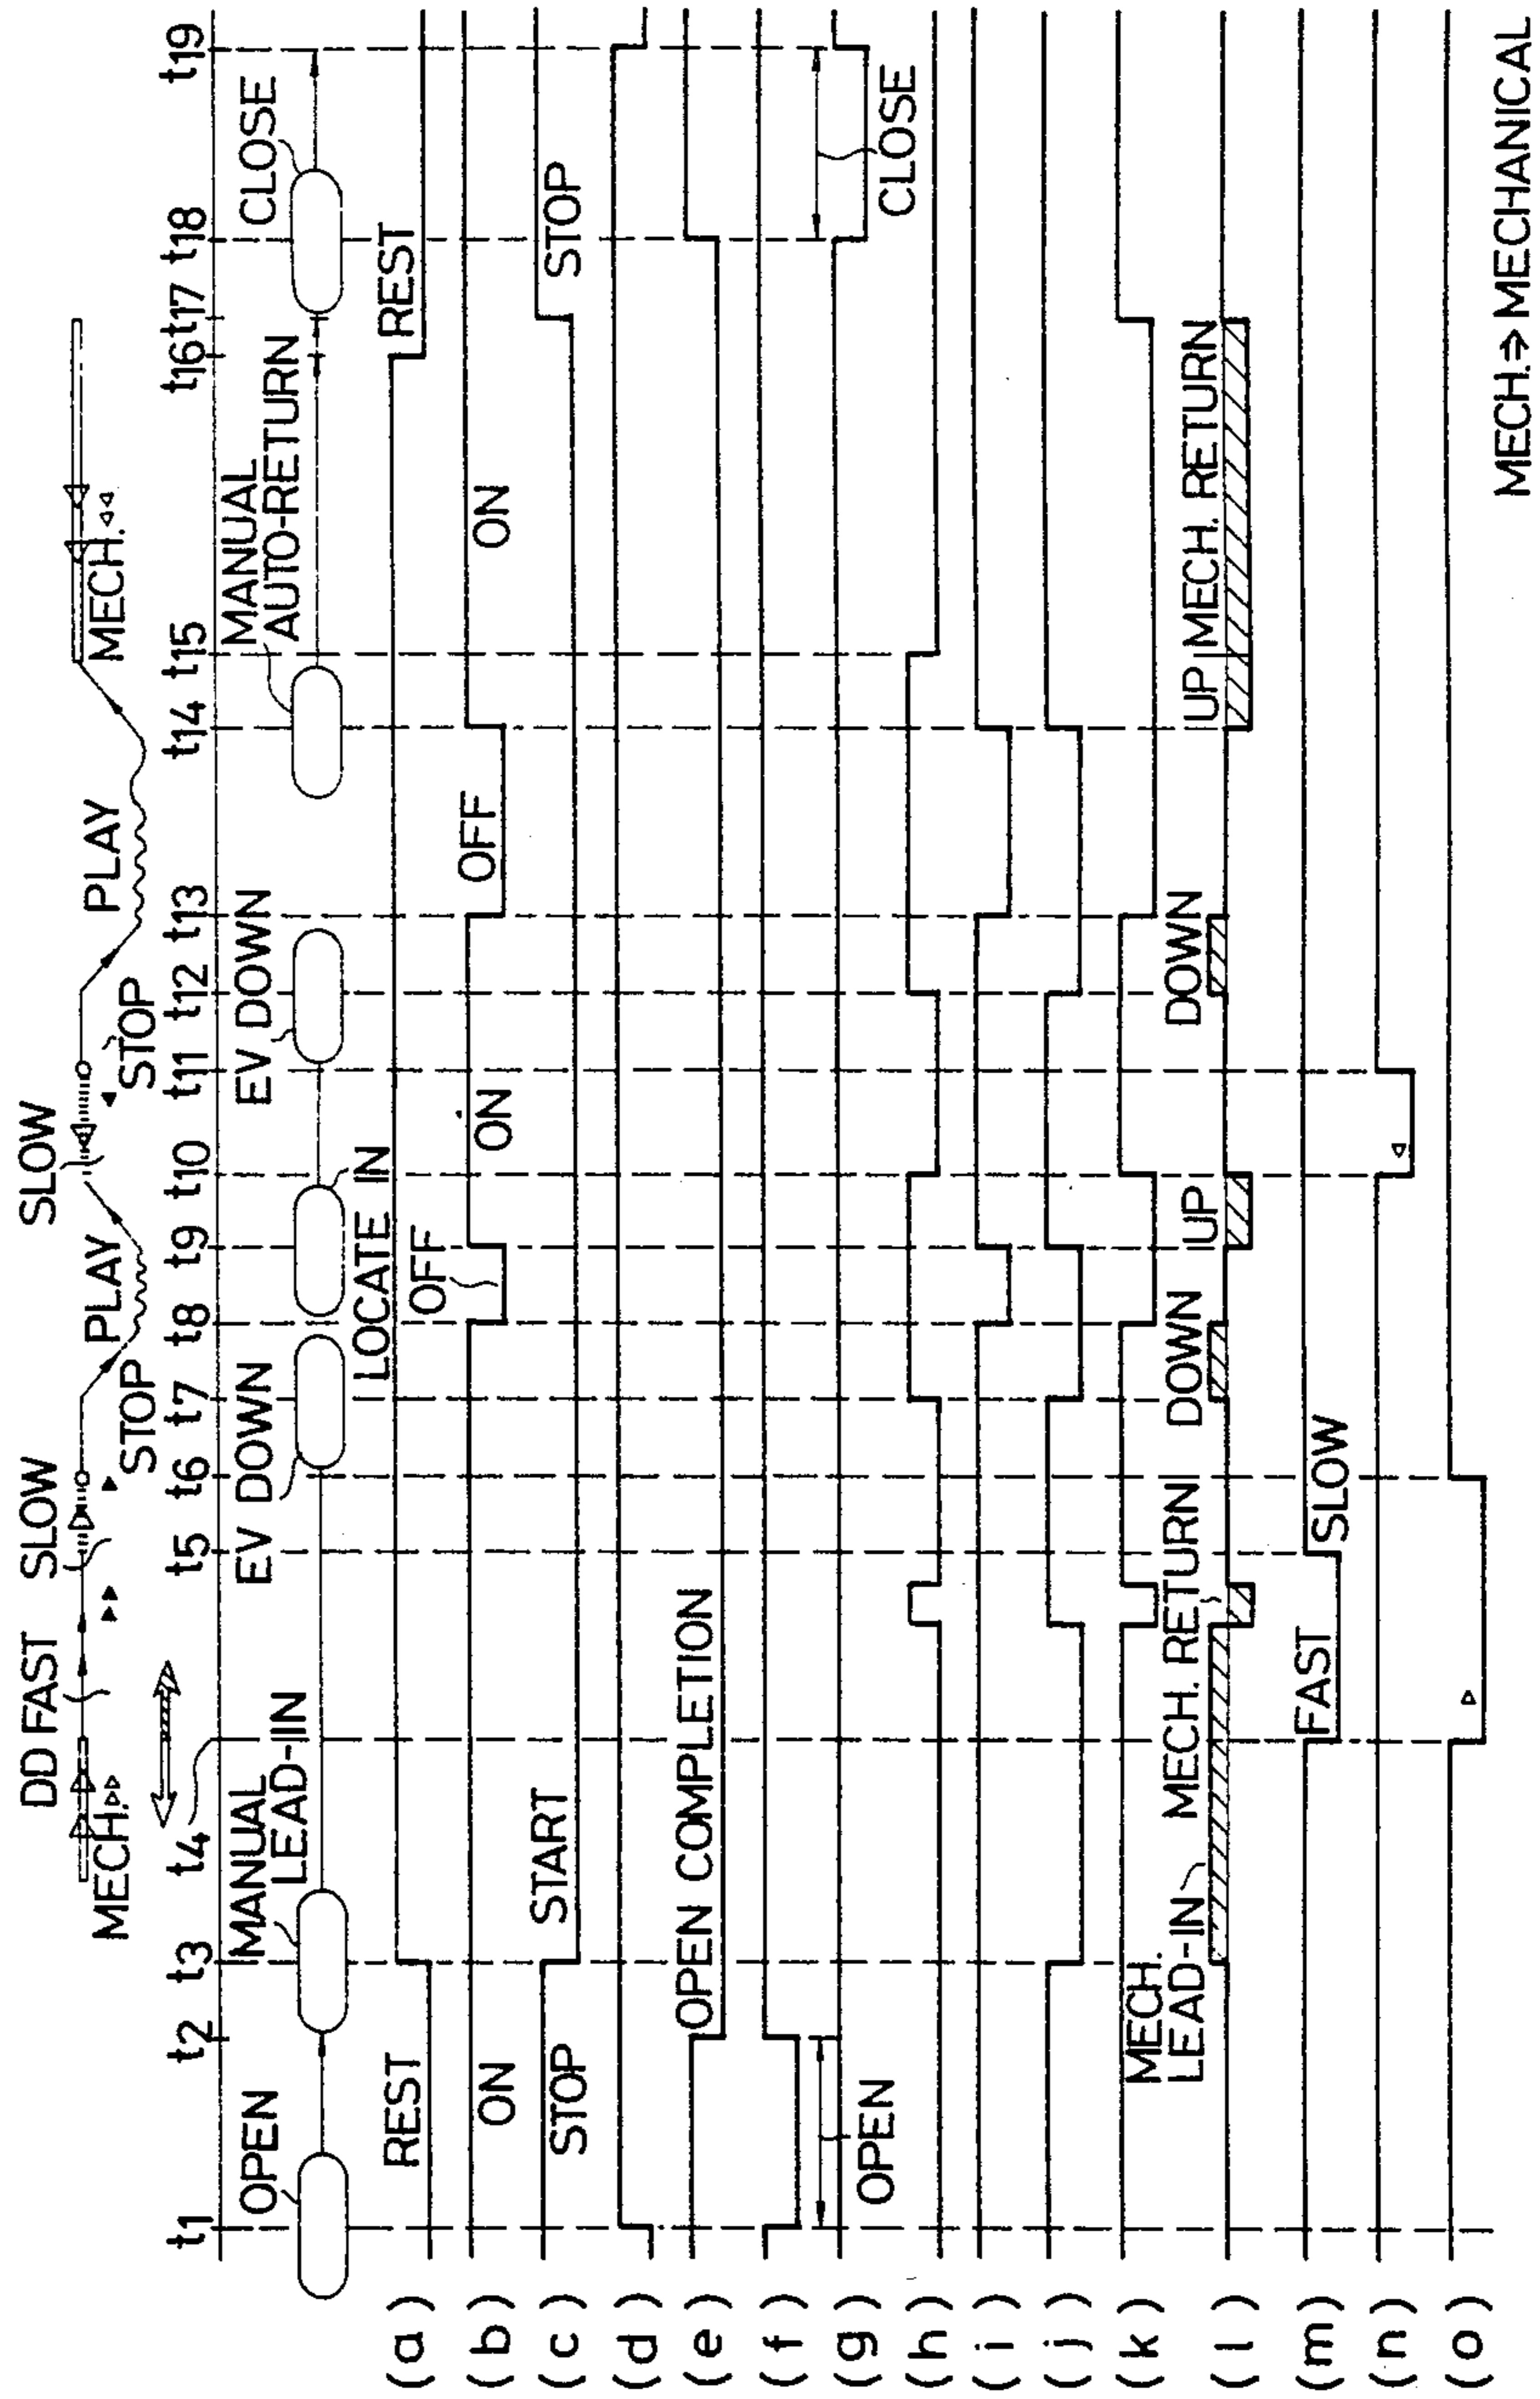 DD FAST SLOW SLOW
MECH. STOP PLAY STOP PLAY MECH.
t1 t2 t3 t4 t5 t6 t7 t8 t9 t10 t11 t12 t13 t14 t15 t16 t17 t18 t19
OPEN
MANUAL
LEAD-IN
EV DOWN
LOCATE IN
EV DOWN
MANUAL
AUTO-RETURN
CLOSE
(a) REST REST
(b) ON OFF ON OFF ON
(c) STOP START STOP
(d)
(e) OPEN COMPLETION
(f)
(g) OPEN CLOSE
(h)
(i)
(j)
(k)
(l) MECH.
LEAD-IN MECH. RETURN DOWN UP DOWN UP MECH. RETURN
(m) FAST SLOW
(n)
(o)
MECH.⇒MECHANICAL